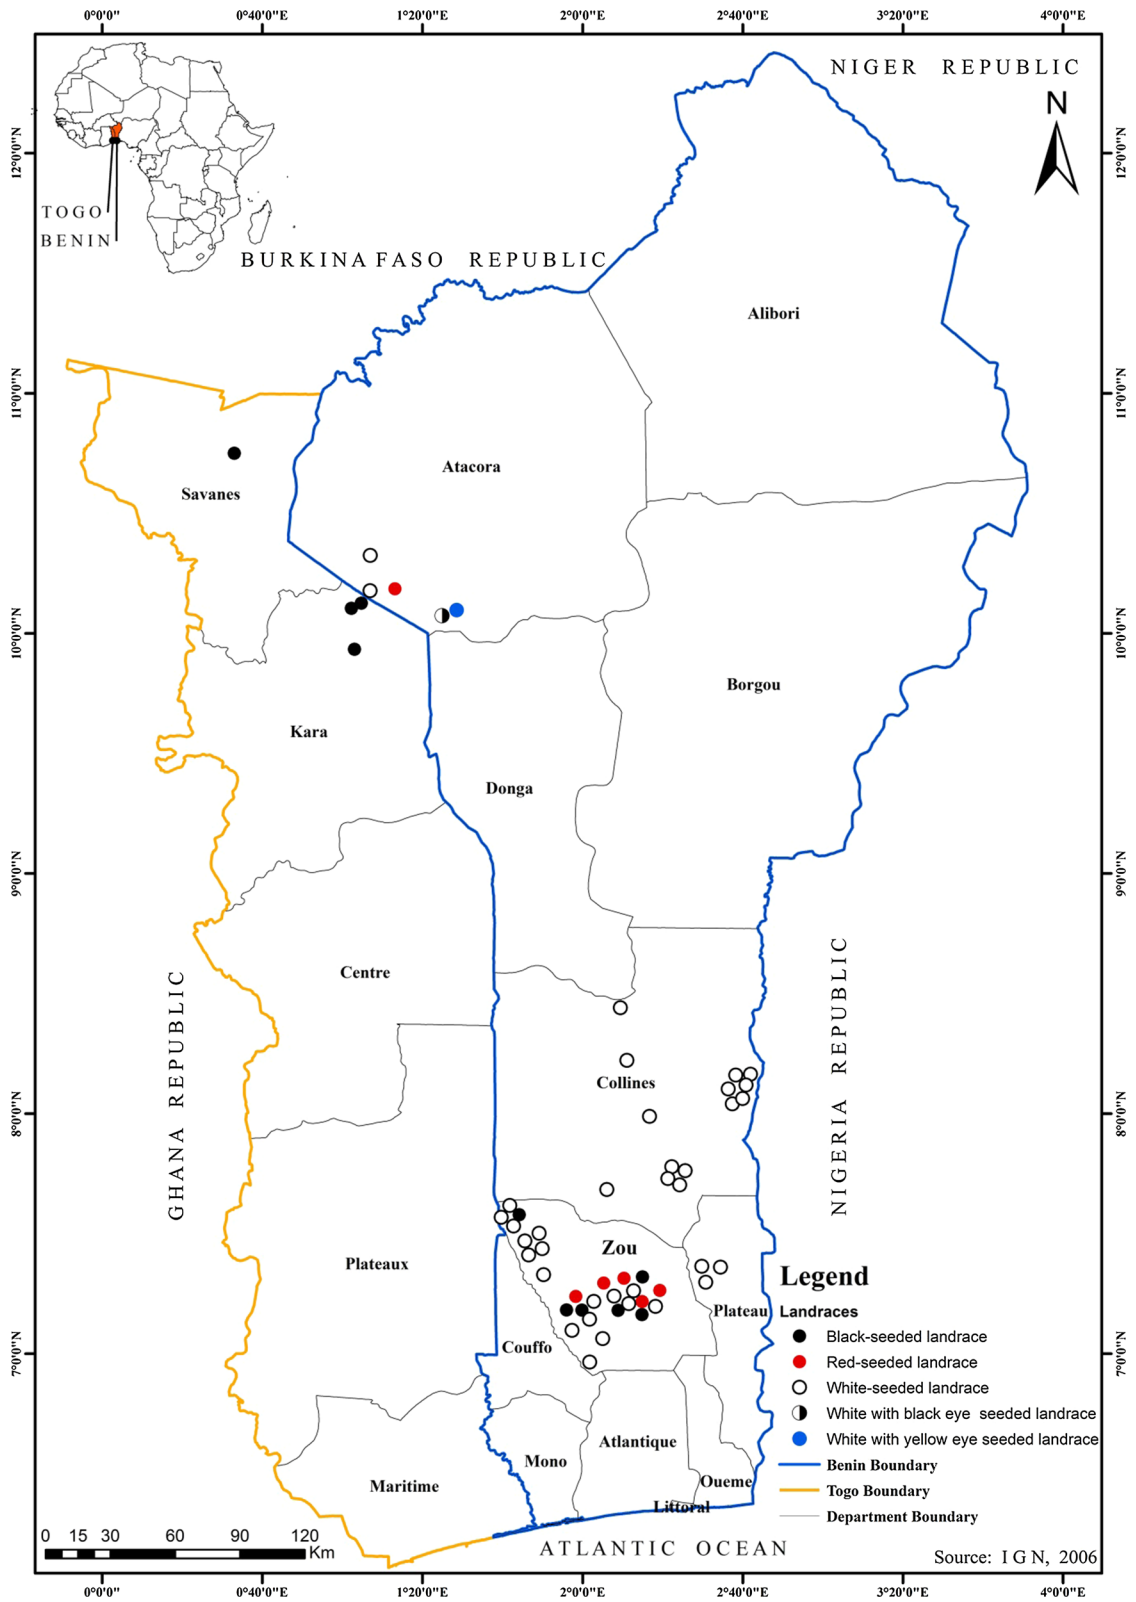 0°0'0" 0°40'0"E 1°20'0"E 2°0'0"E 2°40'0"E 3°20'0"E 4°0'0"E
NIGER REPUBLIC
N
12°0'0"N 12°0'0"N
TOGO
BENIN
BURKINA FASO REPUBLIC
Alibori
11°0'0"N 11°0'0"N
Atacora
Savanes
10°0'0"N 10°0'0"N
Borgou
Kara
Donga
9°0'0"N 9°0'0"N
Centre
GHANA REPUBLIC
NIGERIA REPUBLIC
Collines
8°0'0"N 8°0'0"N
Zou
Plateaux
Legend
Plateau
Landraces
Black-seeded landrace
Couffo
7°0'0"N 7°0'0"N
Red-seeded landrace
White-seeded landrace
White with black eye seeded landrace
Atlantique
White with yellow eye seeded landrace
Mono
Benin Boundary
Oueme
Maritime
Togo Boundary
Littoral
Department Boundary
0 15 30 60 90 120
Km
ATLANTIC OCEAN
Source: I G N, 2006
0°0'0" 0°40'0"E 1°20'0"E 2°0'0"E 2°40'0"E 3°20'0"E 4°0'0"E